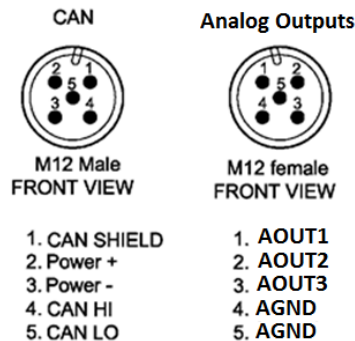 CAN
2 1
5
3 4
M12 Male
FRONT VIEW
1. CAN SHIELD
2. Power +
3. Power -
4. CAN HI
5. CAN LO
Analog Outputs
1 2
5
4 3
M12 female
FRONT VIEW
1. AOUT1
2. AOUT2
3. AOUT3
4. AGND
5. AGND